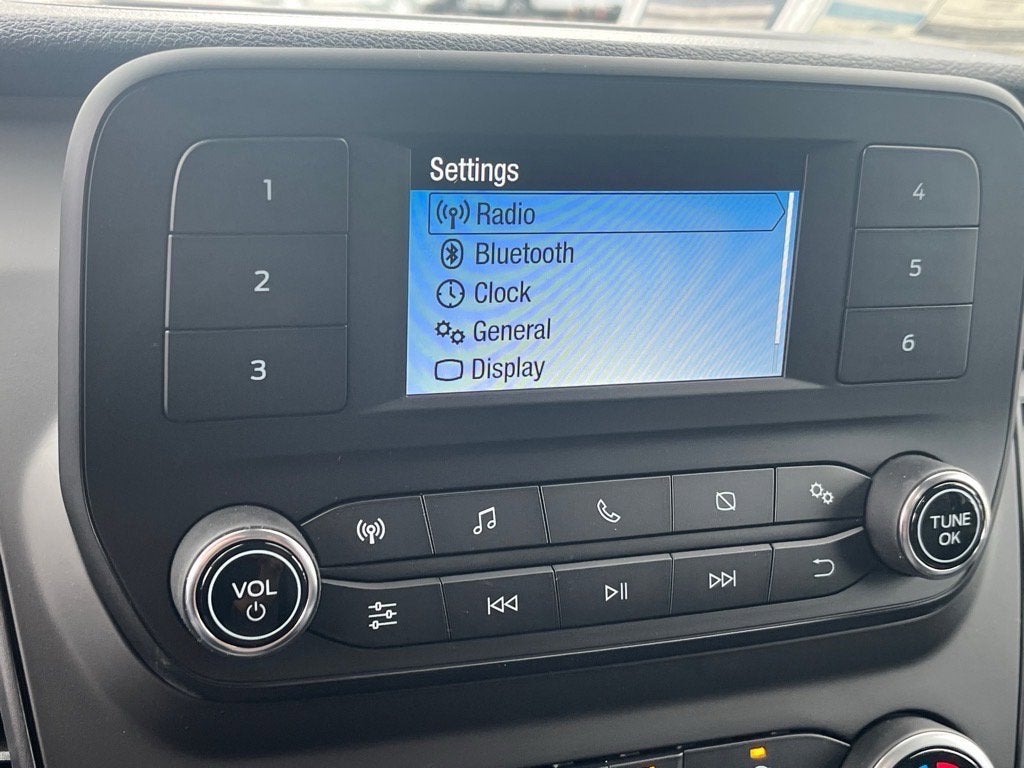 Settings
Radio
Bluetooth
Clock
General
Display
1
2
3
4
5
6
VOL
TUNE
OK